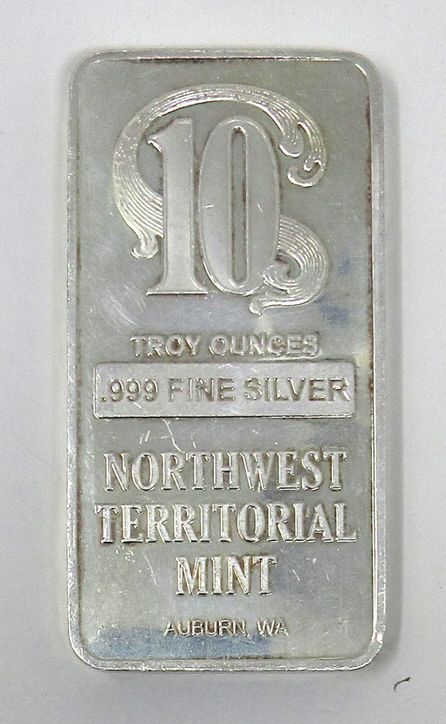 10
TROY OUNCES
.999 FINE SILVER
NORTHWEST
TERRITORIAL
MINT
AUBURN, WA